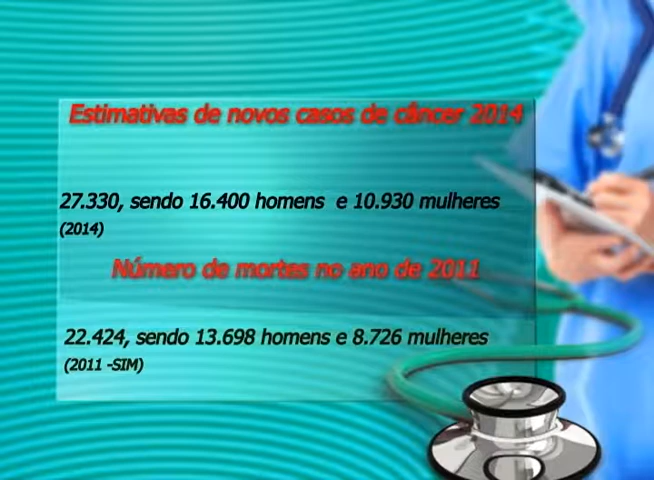 Estimativas de novos casos de câncer 2014
27.330, sendo 16.400 homens e 10.930 mulheres
(2014)
Número de mortes no ano de 2011
22.424, sendo 13.698 homens e 8.726 mulheres
(2011 -SIM)